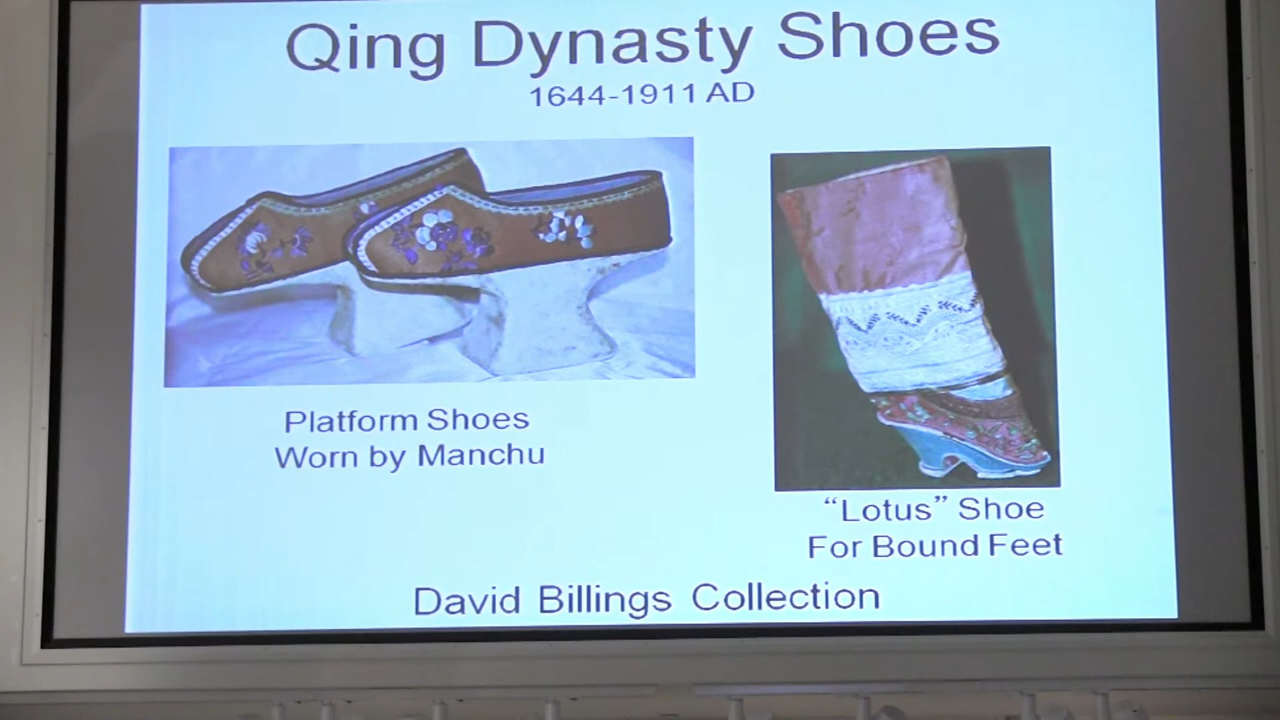 Qing Dynasty Shoes
1644-1911 AD
Platform Shoes
Worn by Manchu
“Lotus” Shoe
For Bound Feet
David Billings Collection